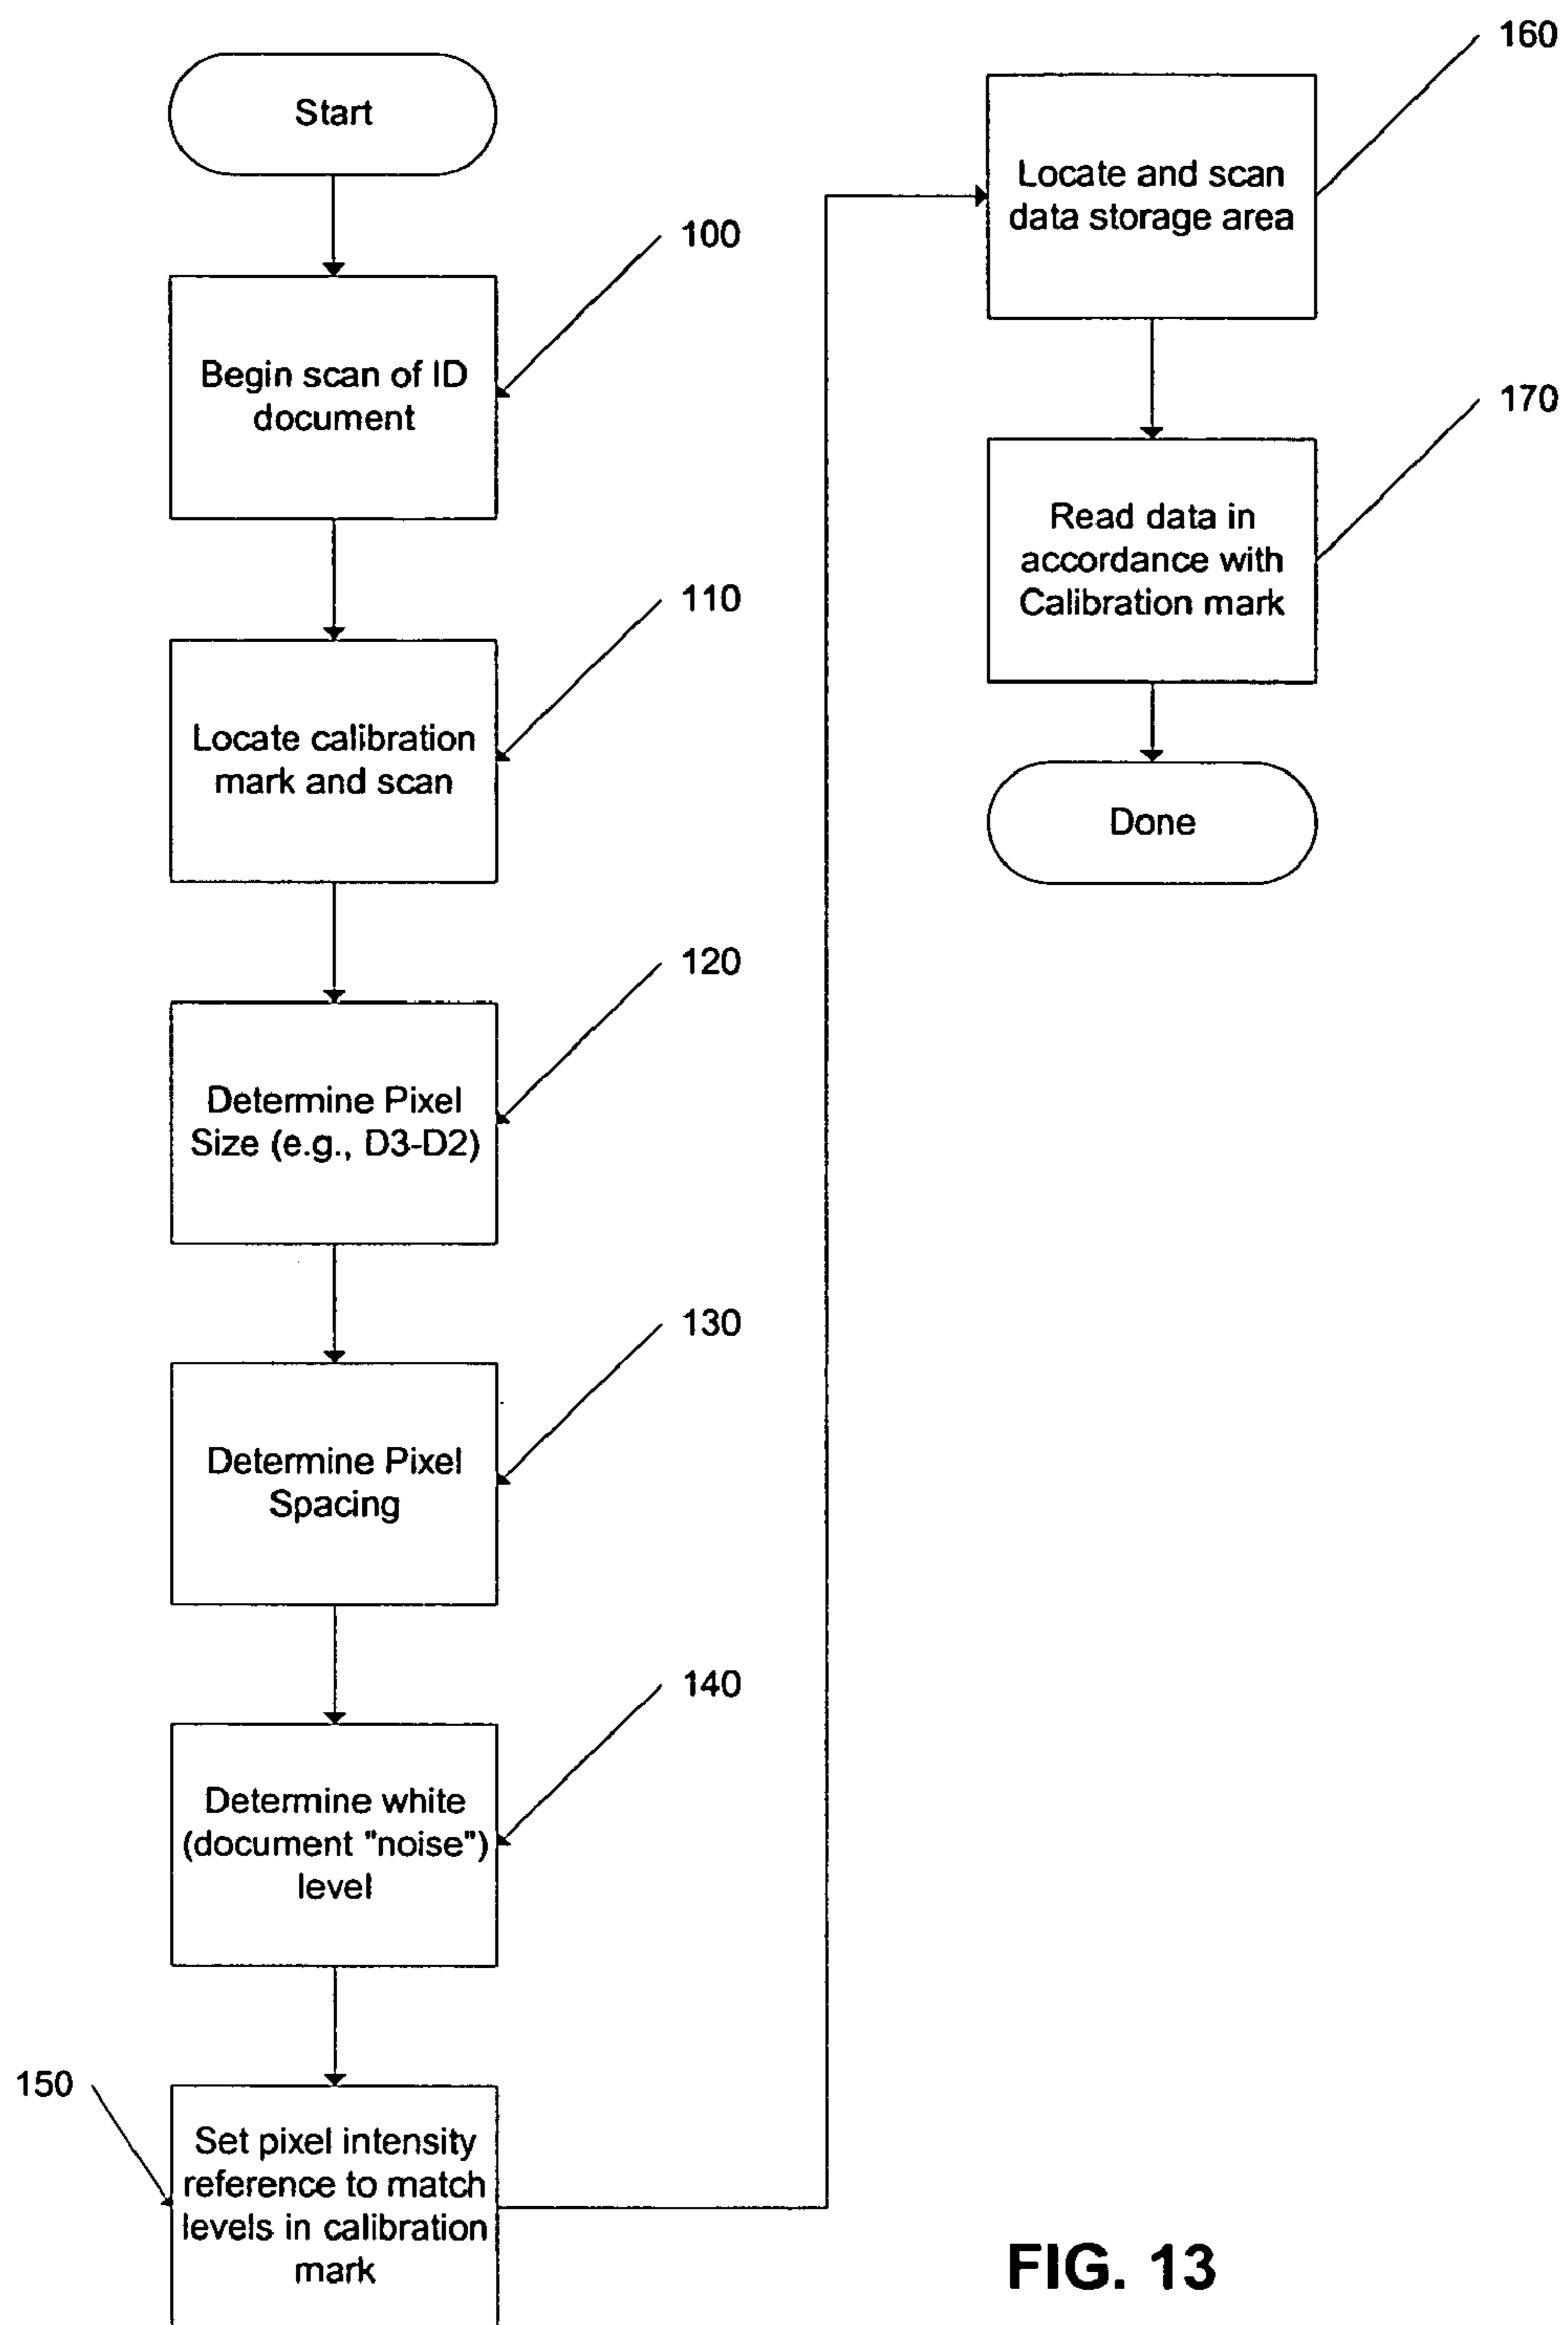 Start
100
Begin scan of ID
document
110
Locate calibration
mark and scan
120
Determine Pixel
Size (e.g., D3-D2)
130
Determine Pixel
Spacing
140
Determine white
(document "noise")
level
150
Set pixel intensity
reference to match
levels in calibration
mark
160
Locate and scan
data storage area
170
Read data in
accordance with
Calibration mark
Done
FIG. 13